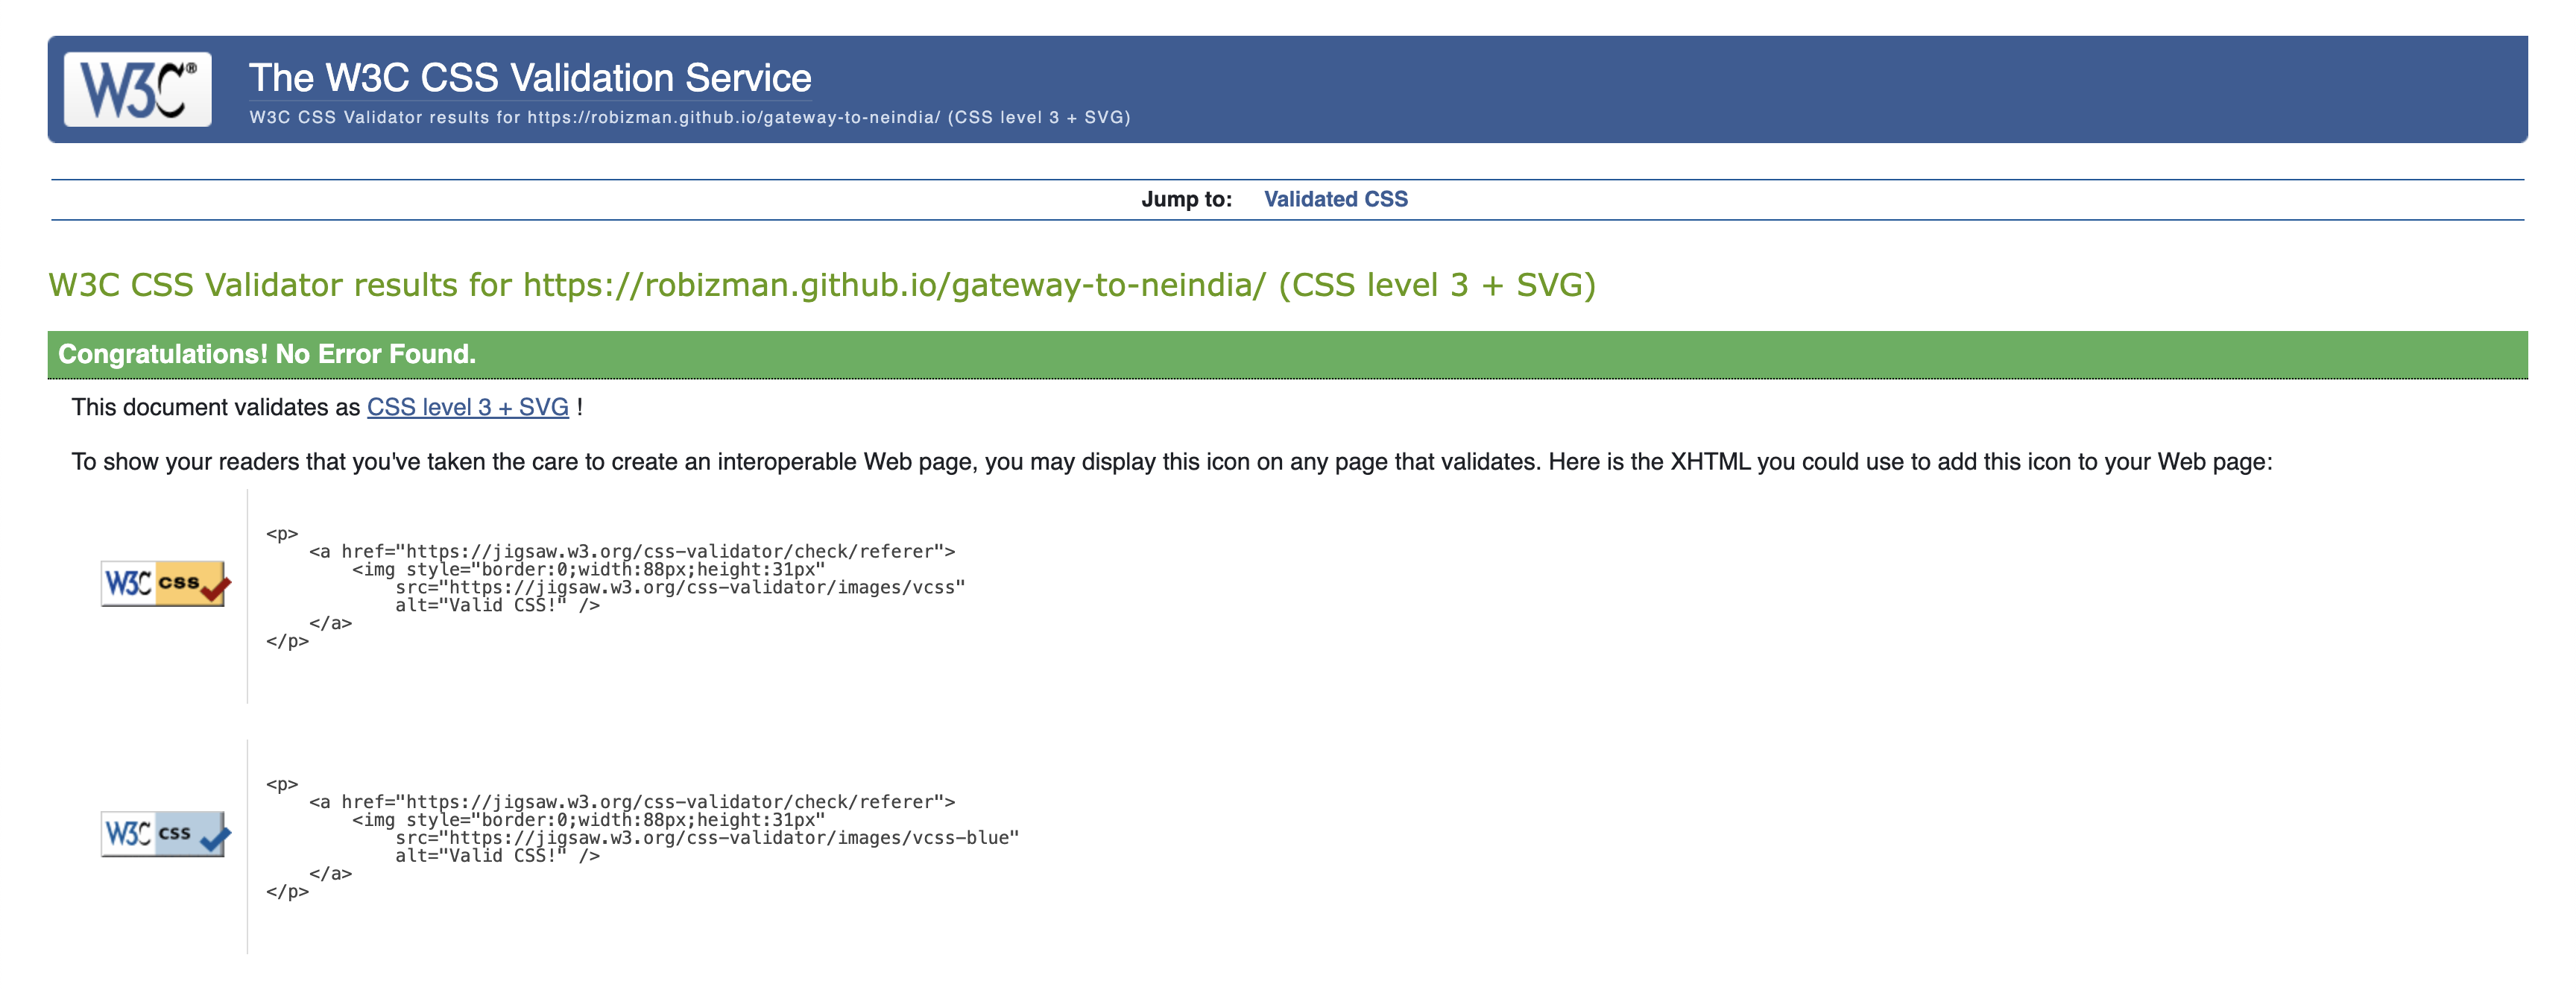 W3C®
The W3C CSS Validation Service
W3C CSS Validator results for https://robizman.github.io/gateway-to-neindia/ (CSS level 3 + SVG)
Jump to: Validated CSS
W3C CSS Validator results for https://robizman.github.io/gateway-to-neindia/ (CSS level 3 + SVG)
Congratulations! No Error Found.
This document validates as CSS level 3 + SVG !
To show your readers that you've taken the care to create an interoperable Web page, you may display this icon on any page that validates. Here is the XHTML you could use to add this icon to your Web page:
W3C css
<p>
    <a href="https://jigsaw.w3.org/css-validator/check/referer">
        <img style="border:0;width:88px;height:31px"
            src="https://jigsaw.w3.org/css-validator/images/vcss"
            alt="Valid CSS!" />
    </a>
</p>
W3C css
<p>
    <a href="https://jigsaw.w3.org/css-validator/check/referer">
        <img style="border:0;width:88px;height:31px"
            src="https://jigsaw.w3.org/css-validator/images/vcss-blue"
            alt="Valid CSS!" />
    </a>
</p>